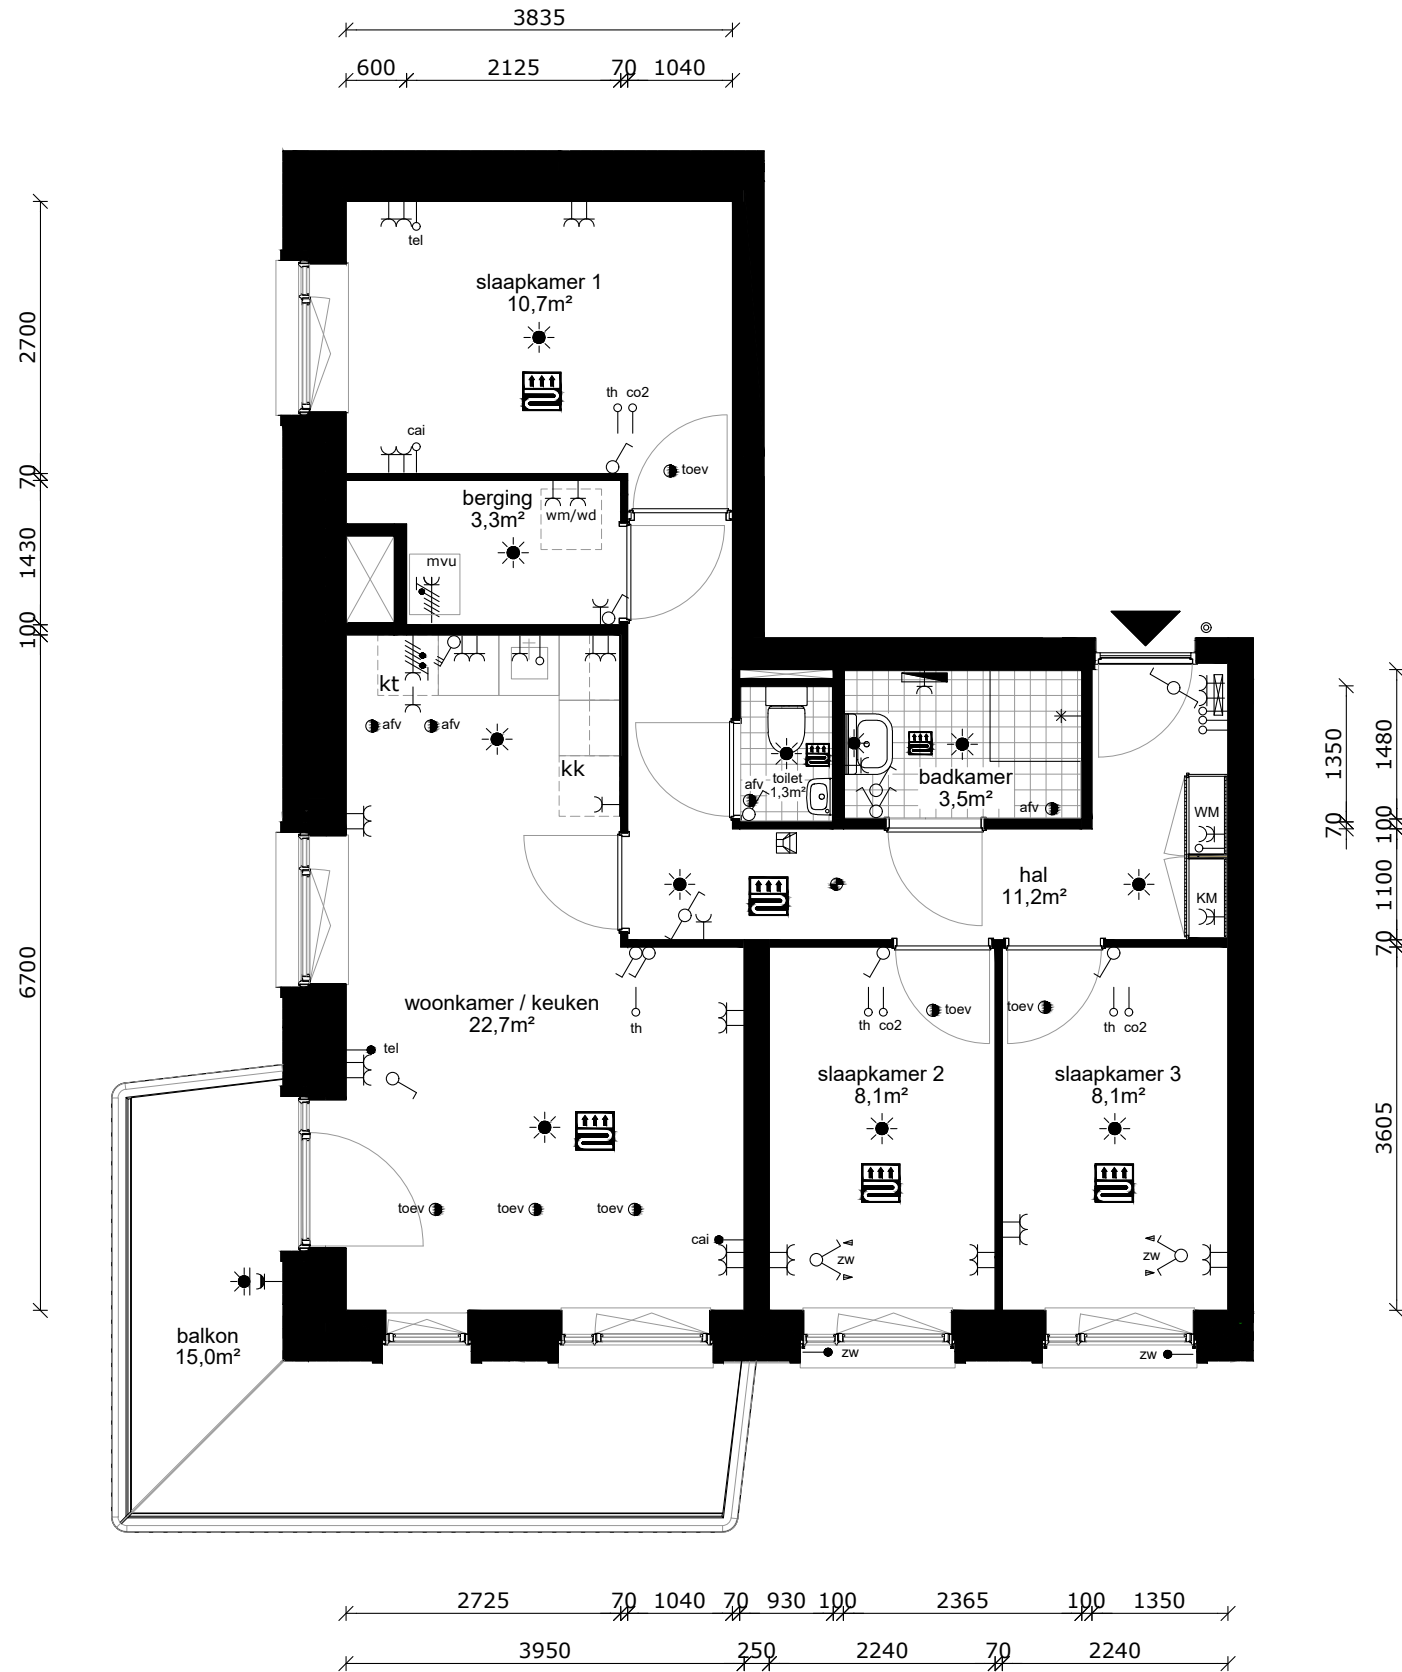 3835
600 2125 70 1040
2700
70
1430
100
6700
tel
slaapkamer 1
10,7m²
th co2
cai
toev
berging
3,3m²
wm/wd
mvu
kt
afv
afv
kk
toilet
1,3m²
afv
badkamer
3,5m²
afv
WM
KM
hal
11,2m²
1350
70
1480
100
1100
70
3605
woonkamer / keuken
22,7m²
th
tel
toev
toev
toev
cai
th co2
toev
slaapkamer 2
8,1m²
zw
zw
toev
th co2
slaapkamer 3
8,1m²
zw
zw
balkon
15,0m²
2725 70 1040 70 930 100 2365 100 1350
3950 250 2240 70 2240